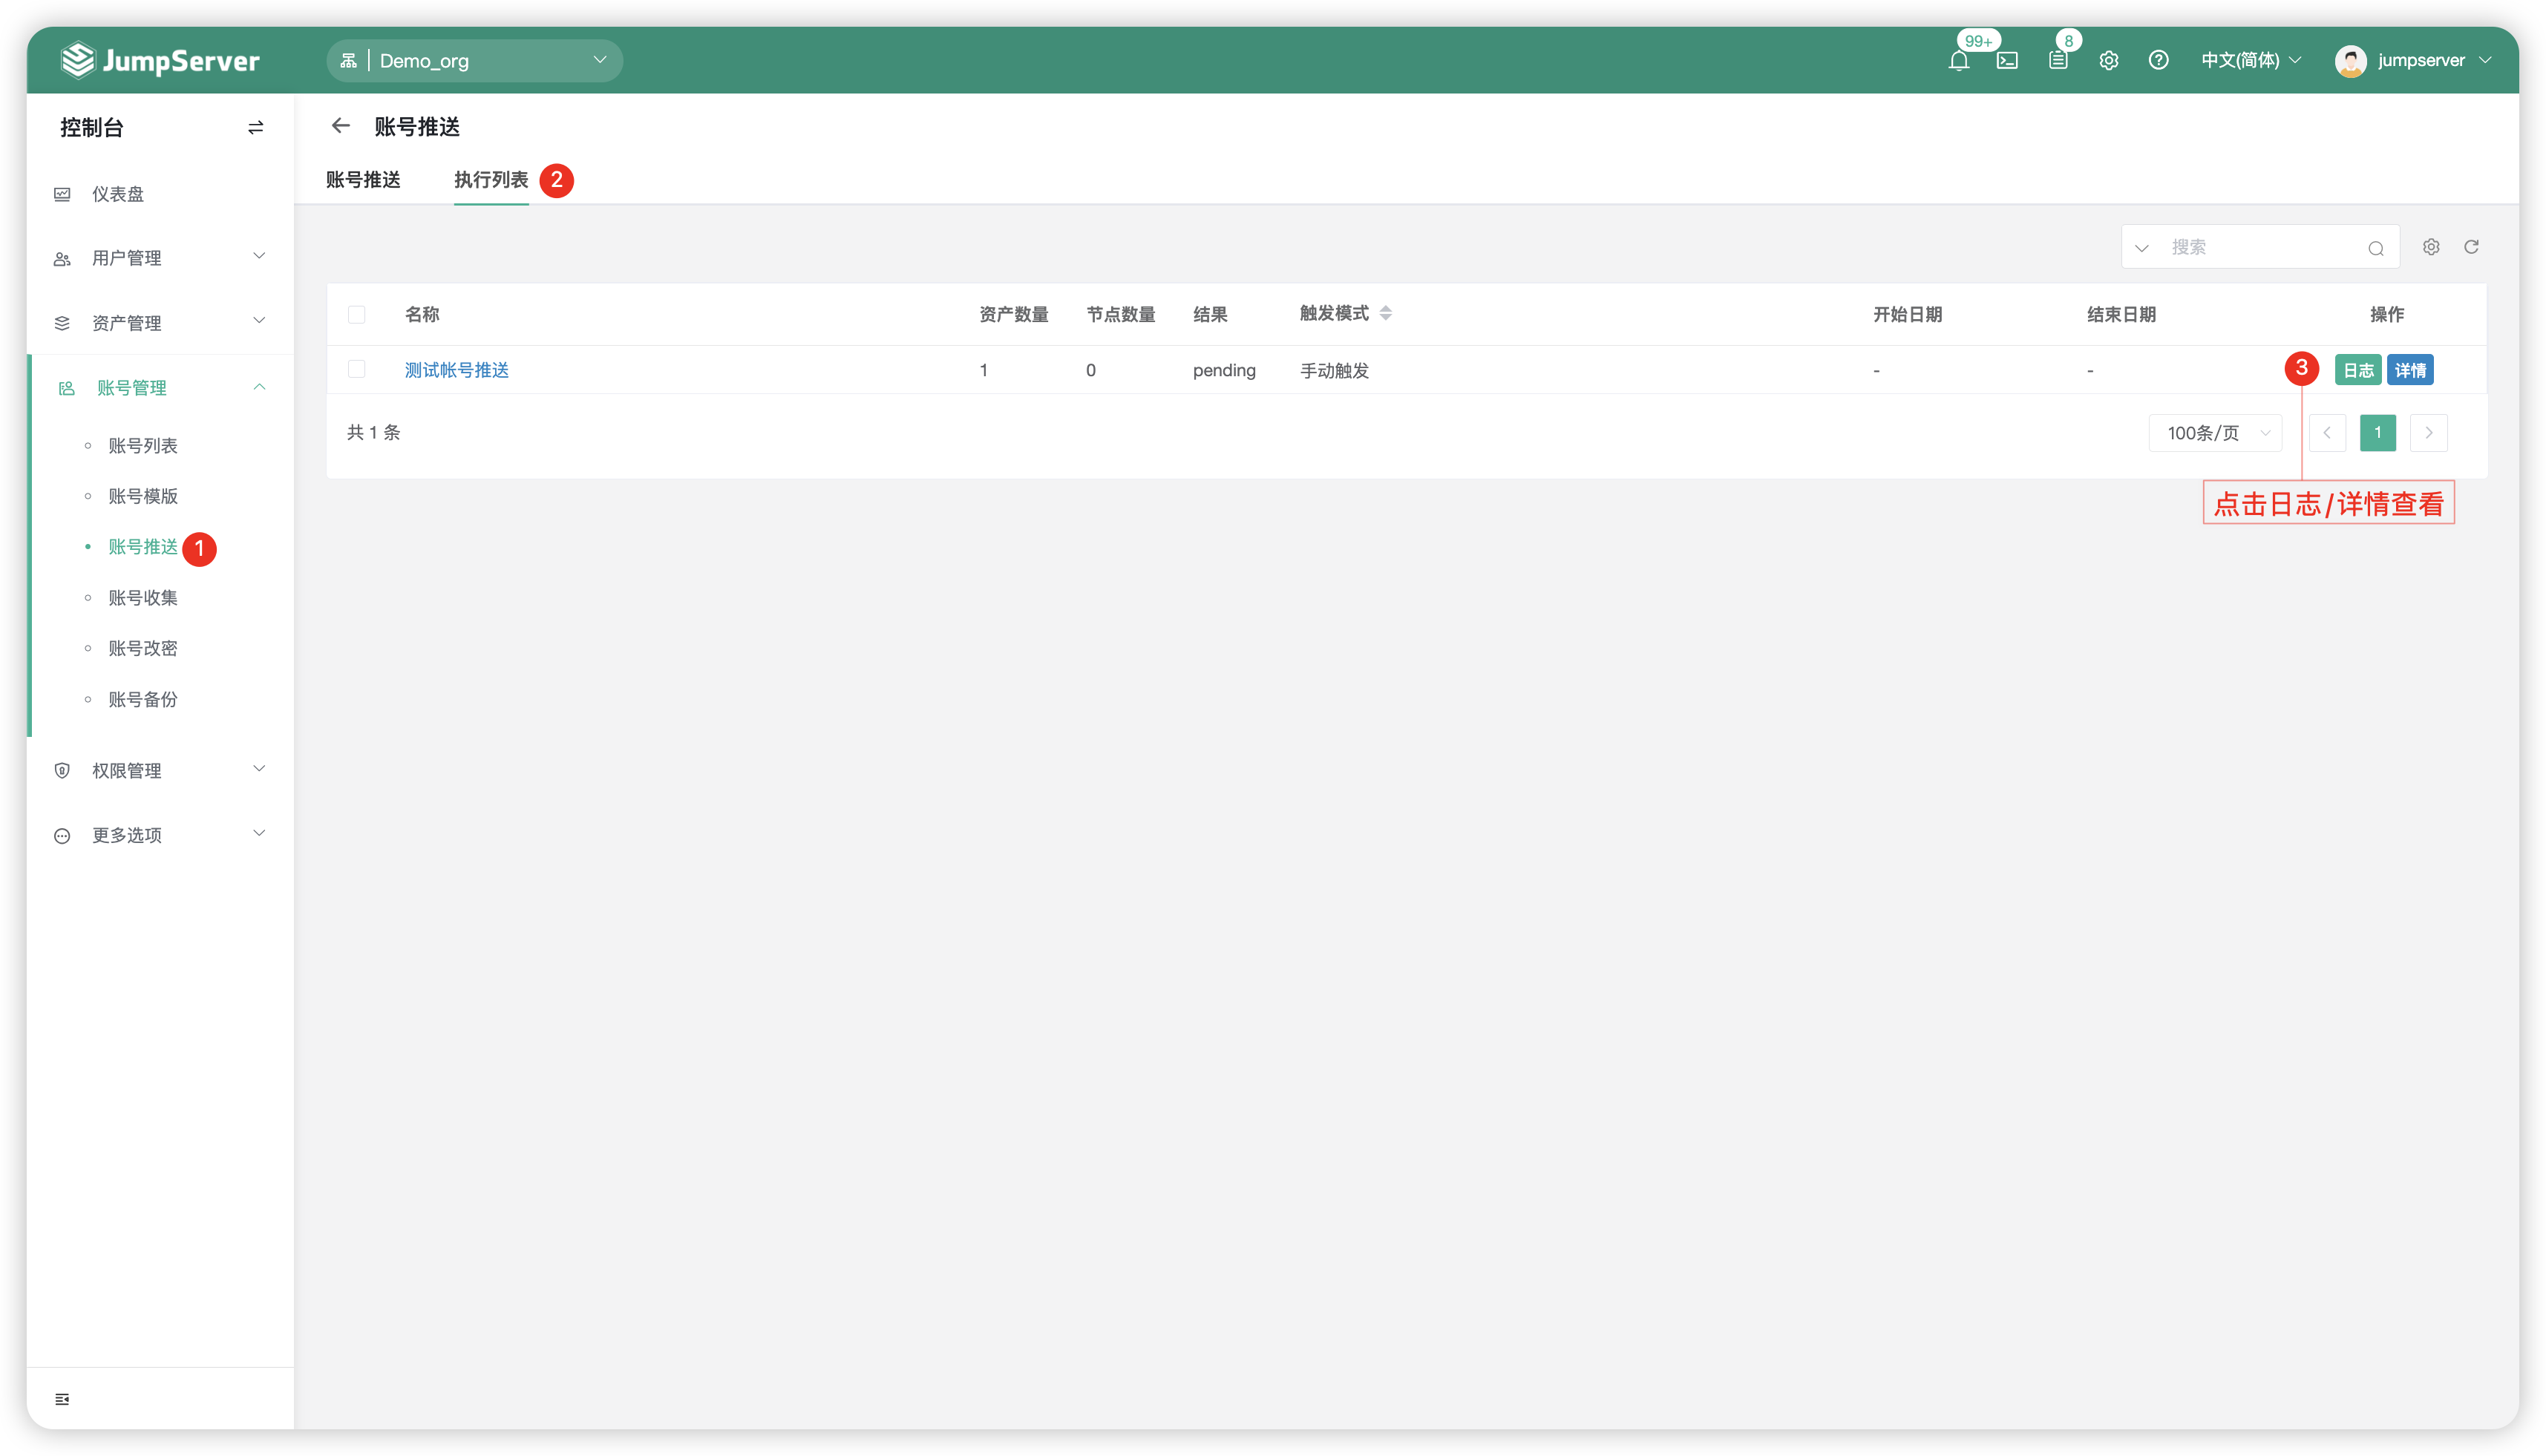 JumpServer
Demo_org
99+
8
中文(简体)
jumpserver
控制台
仪表盘
用户管理
资产管理
账号管理
账号列表
账号模版
账号推送 1
账号收集
账号改密
账号备份
权限管理
更多选项
账号推送
账号推送 执行列表 2
搜索
名称 资产数量 节点数量 结果 触发模式 开始日期 结束日期 操作
测试帐号推送 1 0 pending 手动触发 - - 3 日志 详情
共 1 条 100条/页 1
点击日志/详情查看